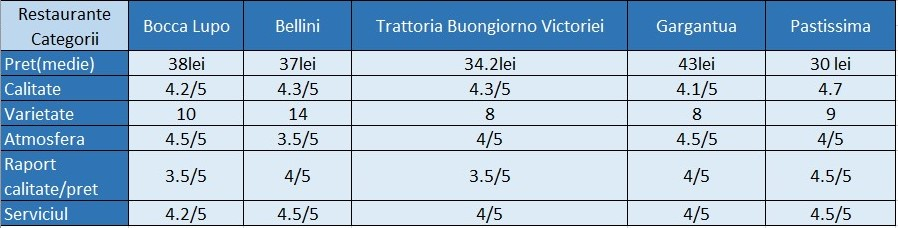 Restaurante
Categorii Bocca Lupo Bellini Trattoria Buongiorno Victoriei Gargantua Pastissima
Pret(medie) 38lei 37lei 34.2lei 43lei 30 lei
Calitate 4.2/5 4.3/5 4.3/5 4.1/5 4.7
Varietate 10 14 8 8 9
Atmosfera 4.5/5 3.5/5 4/5 4.5/5 4/5
Raport
calitate/pret 3.5/5 4/5 3.5/5 4/5 4.5/5
Serviciul 4.2/5 4.5/5 4/5 4/5 4.5/5